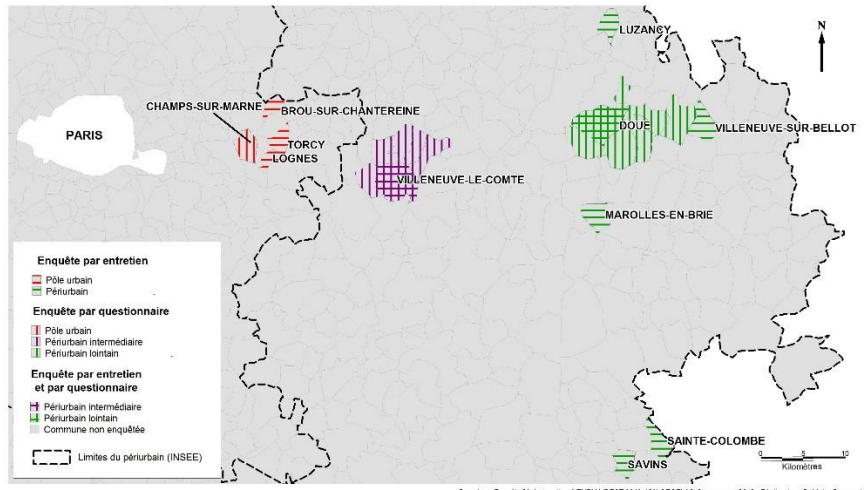 LUZANCY
N
CHAMPS-SUR-MARNE
BROU-SUR-CHANTEREINE
PARIS
DOUE
VILLENEUVE-SUR-BELLOT
TORCY
LOGNES
VILLENEUVE-LE-COMTE
MAROLLES-EN-BRIE
Enquête par entretien
Pôle urbain
Périurbain
Enquête par questionnaire
Pôle urbain
Périurbain intermédiaire
Périurbain lointain
Enquête par entretien
et par questionnaire
Périurbain intermédiaire
Périurbain lointain
Commune non enquêtée
Limites du périurbain (INSEE)
SAINTE-COLOMBE
SAVINS
0 5 10
Kilomètres